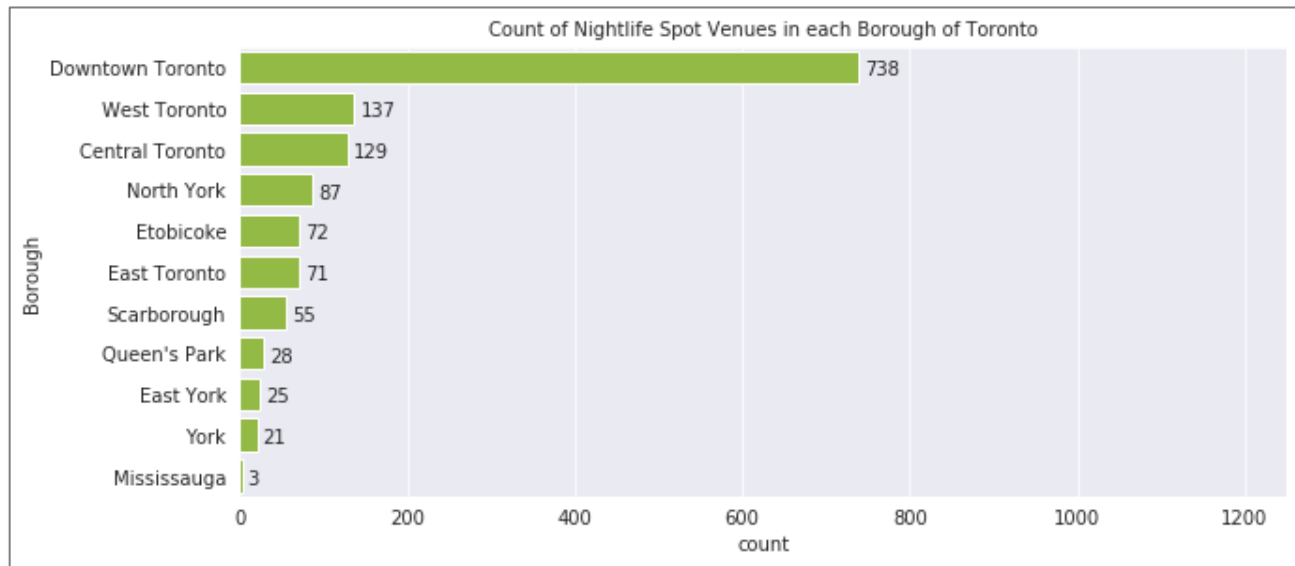 Count of Nightlife Spot Venues in each Borough of Toronto
Downtown Toronto 738
West Toronto 137
Central Toronto 129
North York 87
Etobicoke 72
East Toronto 71
Scarborough 55
Queen's Park 28
East York 25
York 21
Mississauga 3
Borough
0 200 400 600 800 1000 1200
count